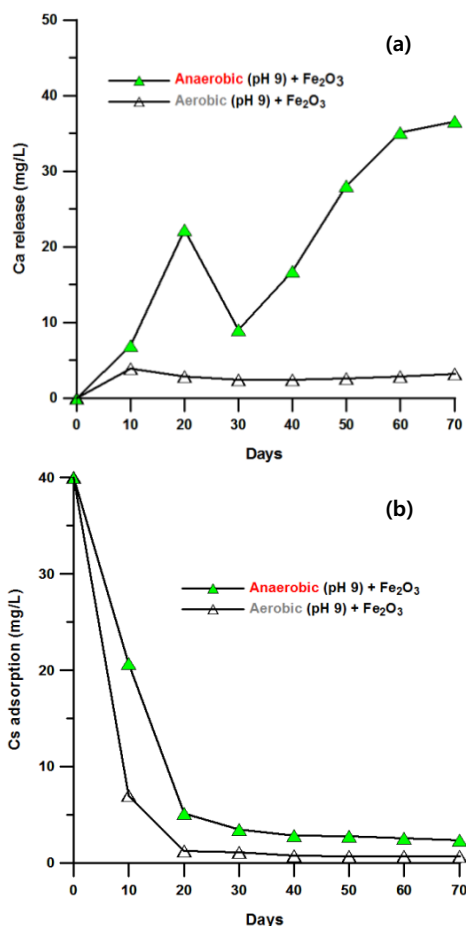 (a)
50
40
30
20
10
0
Ca release (mg/L)
Anaerobic (pH 9) + Fe₂O₃
Aerobic (pH 9) + Fe₂O₃
0 10 20 30 40 50 60 70
Days
(b)
40
30
20
10
0
Cs adsorption (mg/L)
Anaerobic (pH 9) + Fe₂O₃
Aerobic (pH 9) + Fe₂O₃
0 10 20 30 40 50 60 70
Days